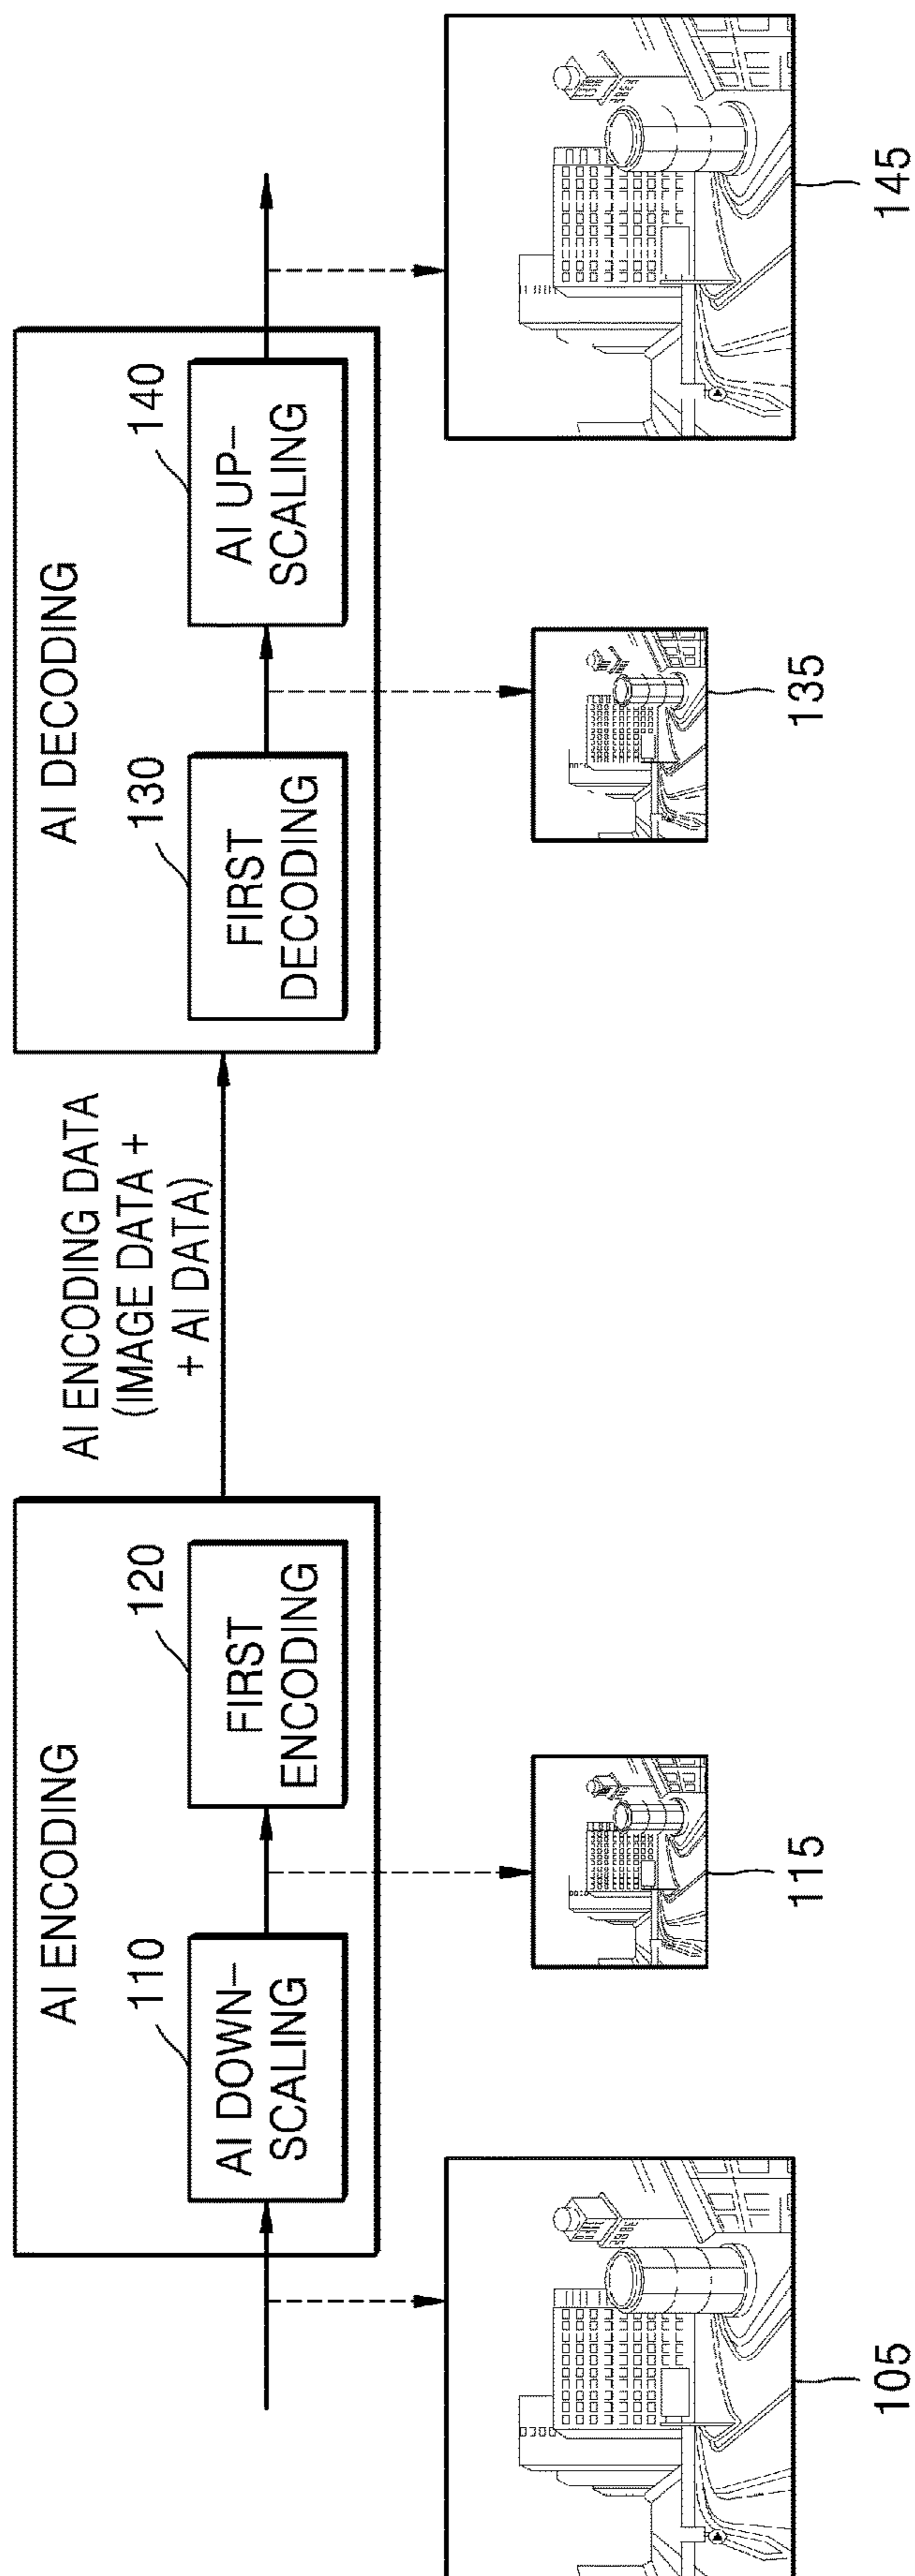 AI ENCODING
110
AI DOWN-
SCALING
120
FIRST
ENCODING
AI ENCODING DATA
(IMAGE DATA +
+ AI DATA)
AI DECODING
130
FIRST
DECODING
140
AI UP-
SCALING
105
115
135
145